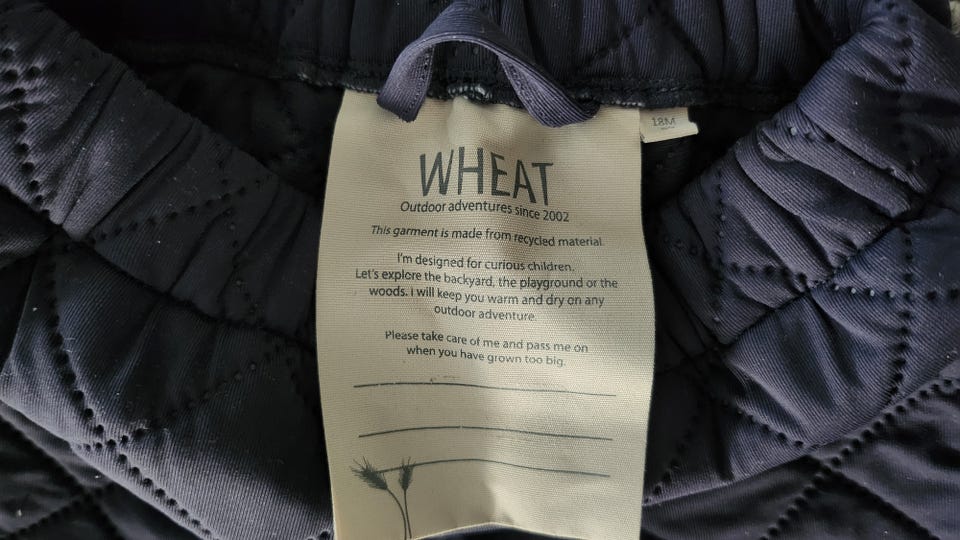 WHEAT
Outdoor adventures since 2002
This garment is made from recycled material.
I'm designed for curious children.
Let's explore the backyard, the playground or the
woods. I will keep you warm and dry on any
outdoor adventure.
Please take care of me and pass me on
when you have grown too big.
18M